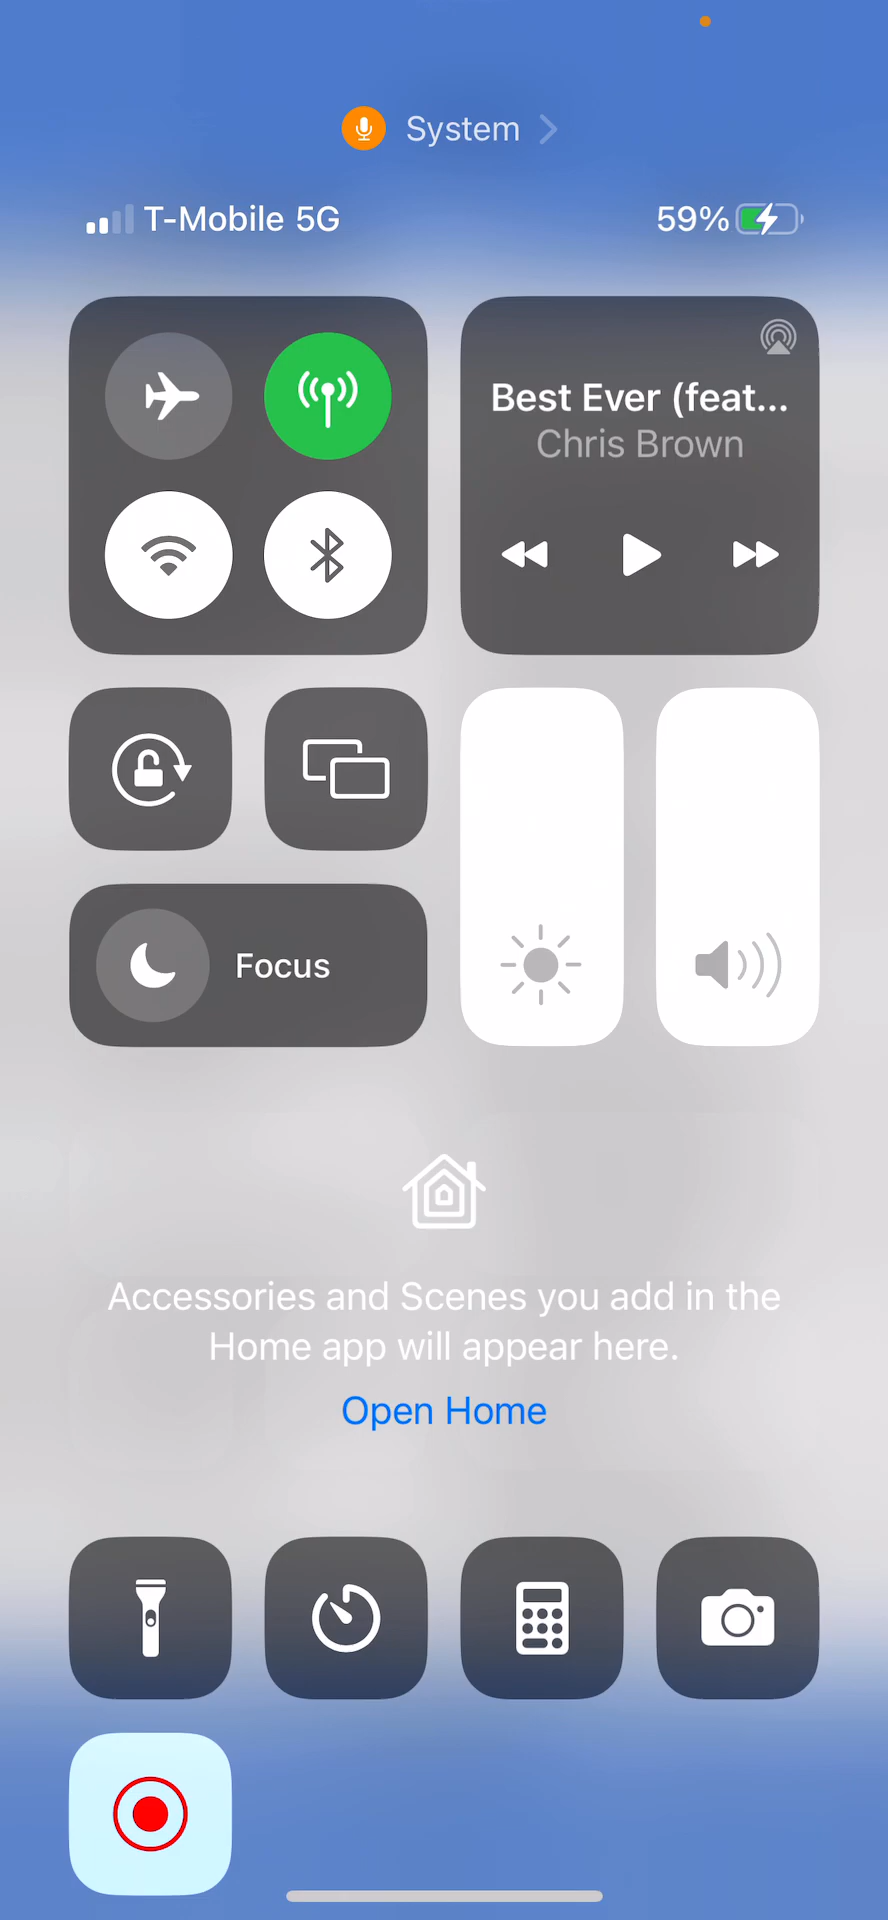 System
T-Mobile 5G
59%
Best Ever (feat...
Chris Brown
Focus
Accessories and Scenes you add in the
Home app will appear here.
Open Home